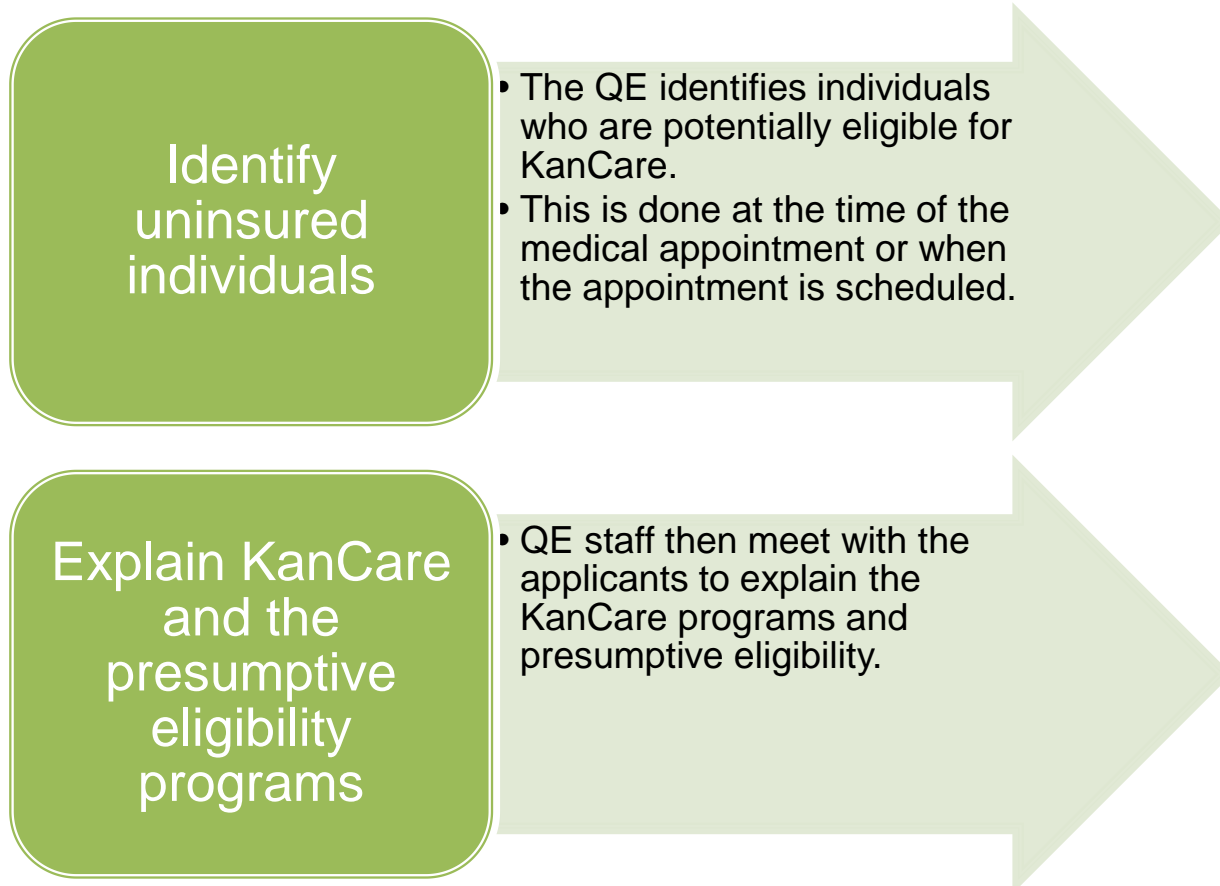 Identify
uninsured
individuals
• The QE identifies individuals
who are potentially eligible for
KanCare.
• This is done at the time of the
medical appointment or when
the appointment is scheduled.
Explain KanCare
and the
presumptive
eligibility
programs
• QE staff then meet with the
applicants to explain the
KanCare programs and
presumptive eligibility.